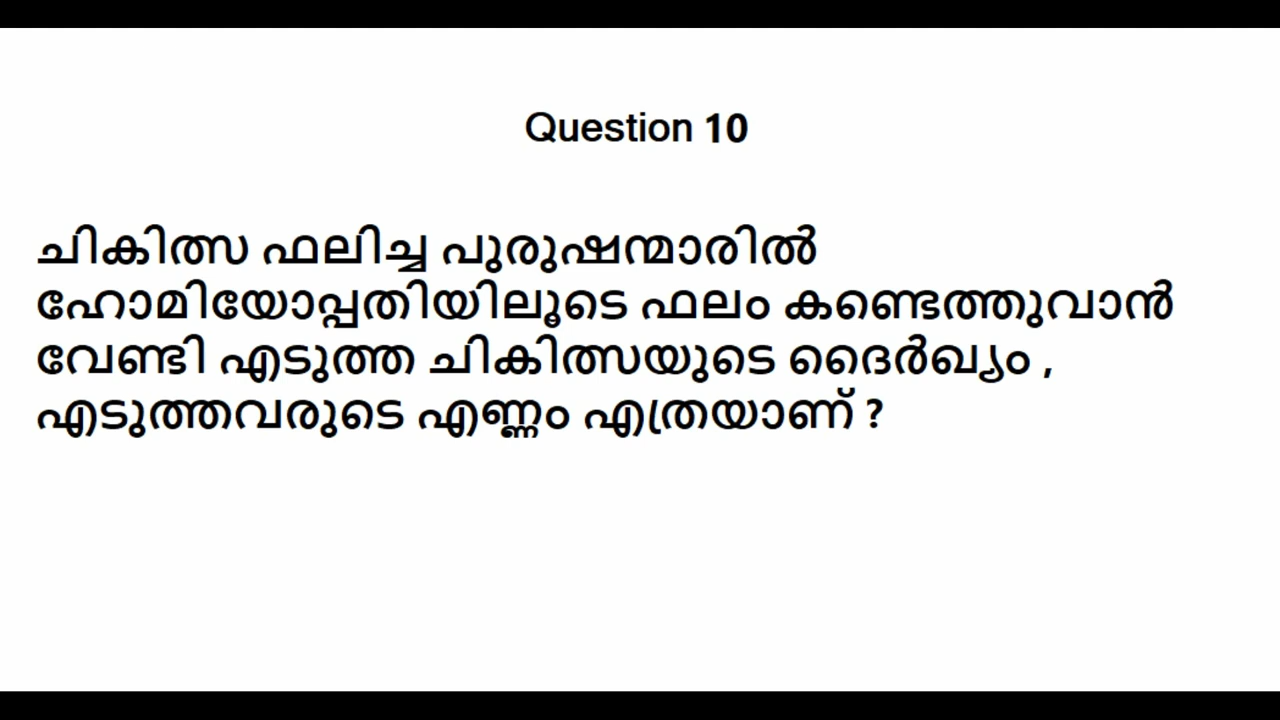 Question 10
ചികിത്സ ഫലിച്ച പുരുഷന്മാരിൽ
ഹോമിയോപ്പതിയിലൂടെ ഫലം കണ്ടെത്തുവാൻ
വേണ്ടി എടുത്ത ചികിത്സയുടെ ദൈർഖ്യം ,
എടുത്തവരുടെ എണ്ണം എത്രയാണ് ?